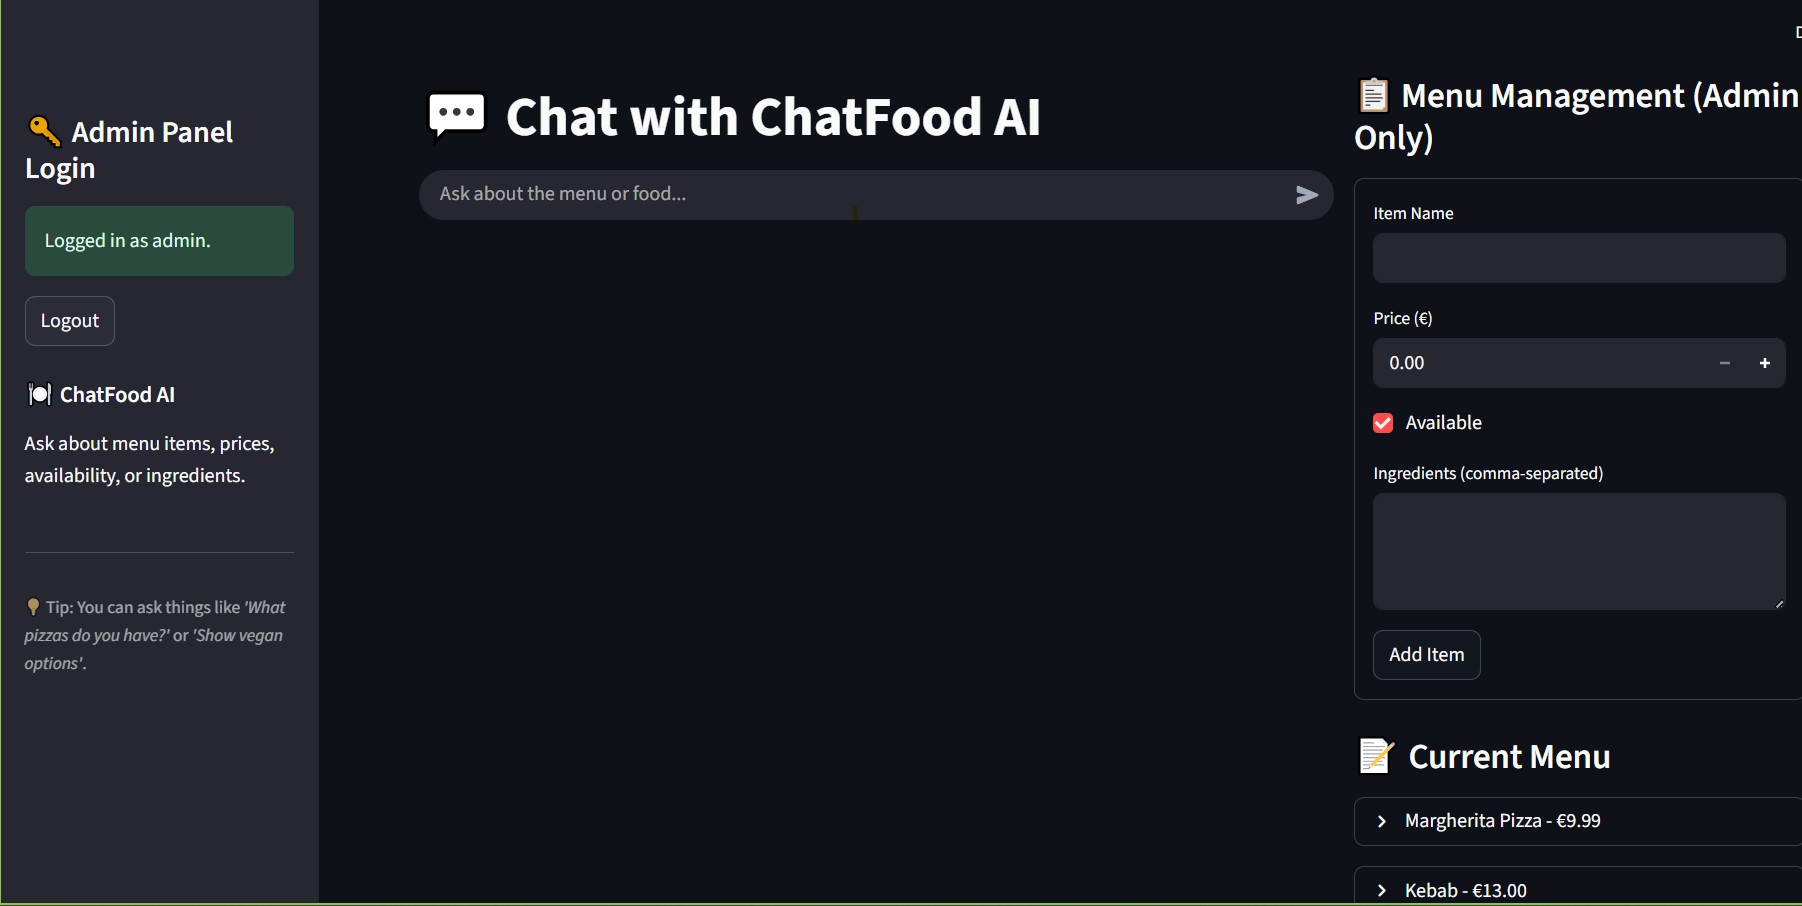 Admin Panel
Login
Logged in as admin.
Logout
ChatFood AI
Ask about menu items, prices,
availability, or ingredients.
Tip: You can ask things like 'What
pizzas do you have?' or 'Show vegan
options'.
Chat with ChatFood AI
Ask about the menu or food...
Menu Management (Admin
Only)
Item Name
Price (€)
0.00
Available
Ingredients (comma-separated)
Add Item
Current Menu
Margherita Pizza - €9.99
Kebab - €13.00